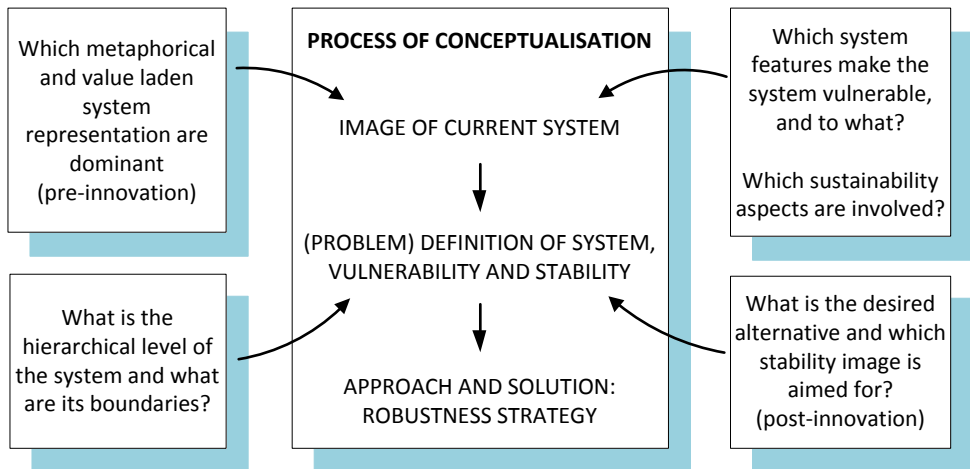 Which metaphorical
and value laden
system
representation are
dominant
(pre-innovation)
What is the
hierarchical level of
the system and what
are its boundaries?
PROCESS OF CONCEPTUALISATION
IMAGE OF CURRENT SYSTEM
(PROBLEM) DEFINITION OF SYSTEM,
VULNERABILITY AND STABILITY
APPROACH AND SOLUTION:
ROBUSTNESS STRATEGY
Which system
features make the
system vulnerable,
and to what?
Which sustainability
aspects are involved?
What is the desired
alternative and which
stability image is
aimed for?
(post-innovation)